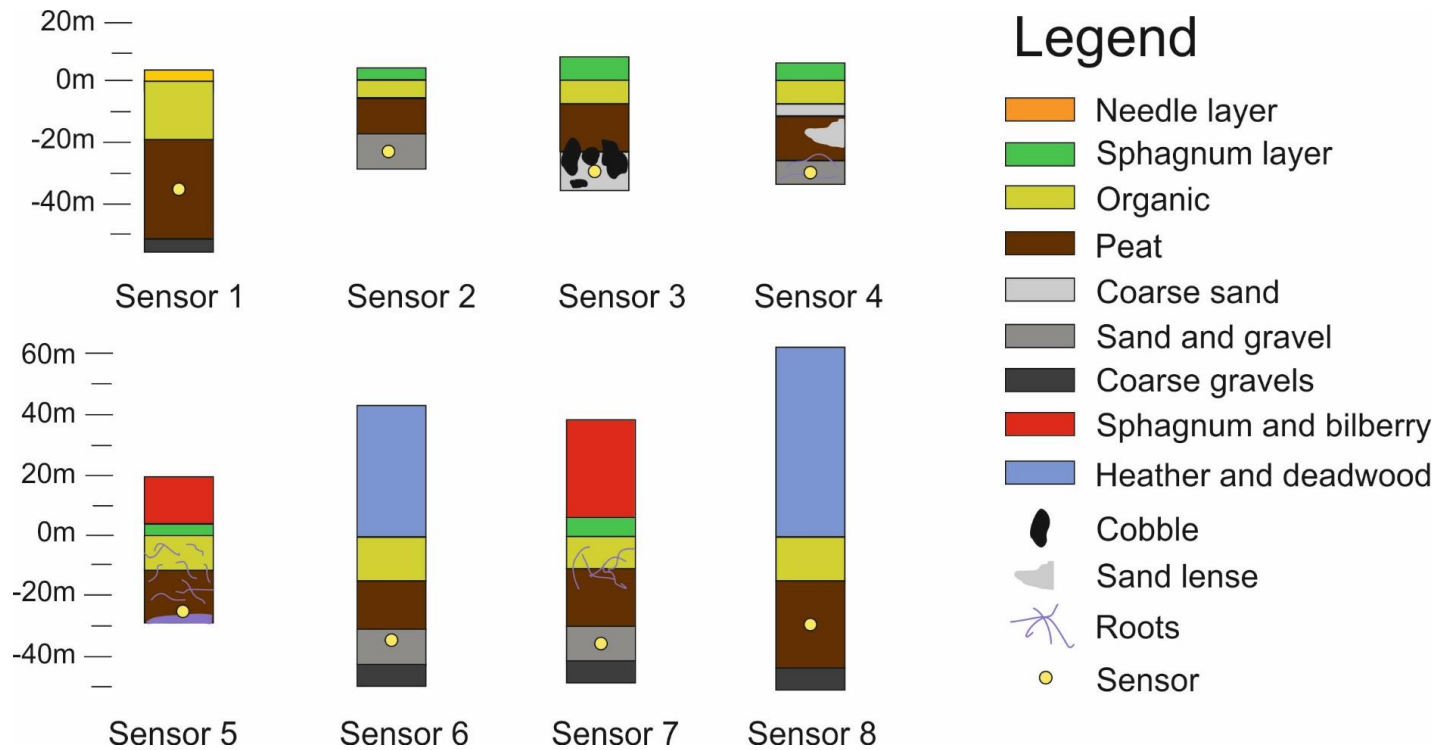 20m
0m
-20m
-40m
Sensor 1
Sensor 2
Sensor 3
Sensor 4
60m
40m
20m
0m
-20m
-40m
Sensor 5
Sensor 6
Sensor 7
Sensor 8
Legend
Needle layer
Sphagnum layer
Organic
Peat
Coarse sand
Sand and gravel
Coarse gravels
Sphagnum and bilberry
Heather and deadwood
Cobble
Sand lense
Roots
Sensor